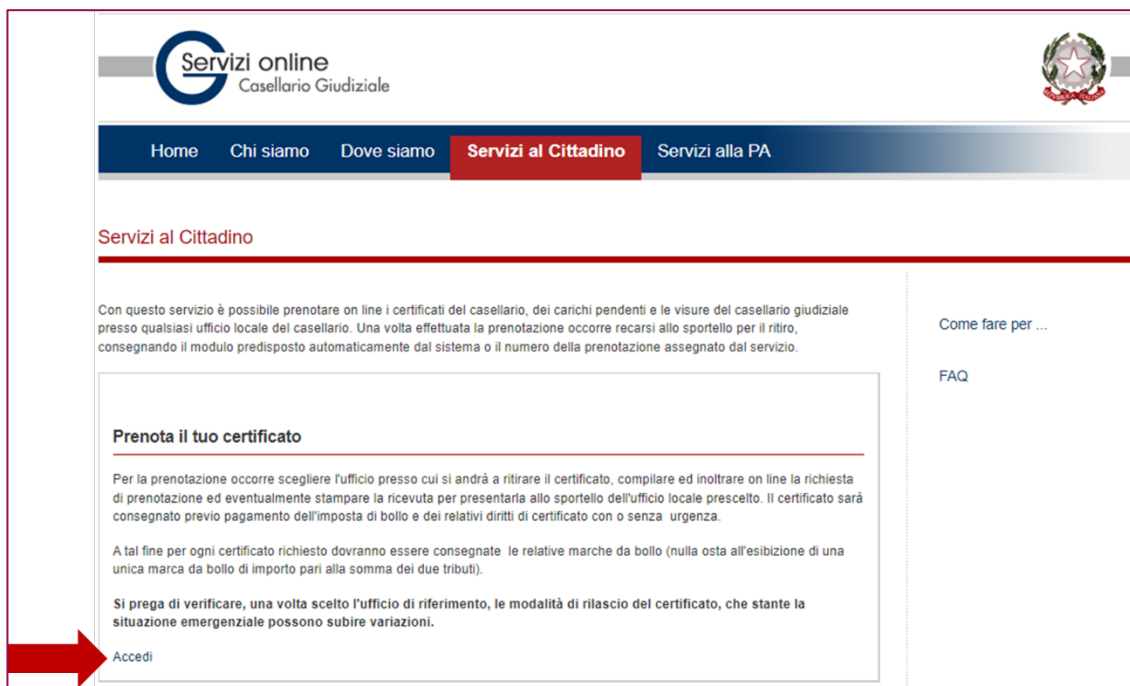 Servizi online
Casellario Giudiziale
REPVBBLICA ITALIANA
Home Chi siamo Dove siamo Servizi al Cittadino Servizi alla PA
Servizi al Cittadino
Con questo servizio è possibile prenotare on line i certificati del casellario, dei carichi pendenti e le visure del casellario giudiziale
presso qualsiasi ufficio locale del casellario. Una volta effettuata la prenotazione occorre recarsi allo sportello per il ritiro,
consegnando il modulo predisposto automaticamente dal sistema o il numero della prenotazione assegnato dal servizio.
Come fare per ...
FAQ
Prenota il tuo certificato
Per la prenotazione occorre scegliere l'ufficio presso cui si andrà a ritirare il certificato, compilare ed inoltrare on line la richiesta
di prenotazione ed eventualmente stampare la ricevuta per presentarla allo sportello dell'ufficio locale prescelto. Il certificato sarà
consegnato previo pagamento dell'imposta di bollo e dei relativi diritti di certificato con o senza urgenza.
A tal fine per ogni certificato richiesto dovranno essere consegnate le relative marche da bollo (nulla osta all'esibizione di una
unica marca da bollo di importo pari alla somma dei due tributi).
Si prega di verificare, una volta scelto l'ufficio di riferimento, le modalità di rilascio del certificato, che stante la
situazione emergenziale possono subire variazioni.
Accedi